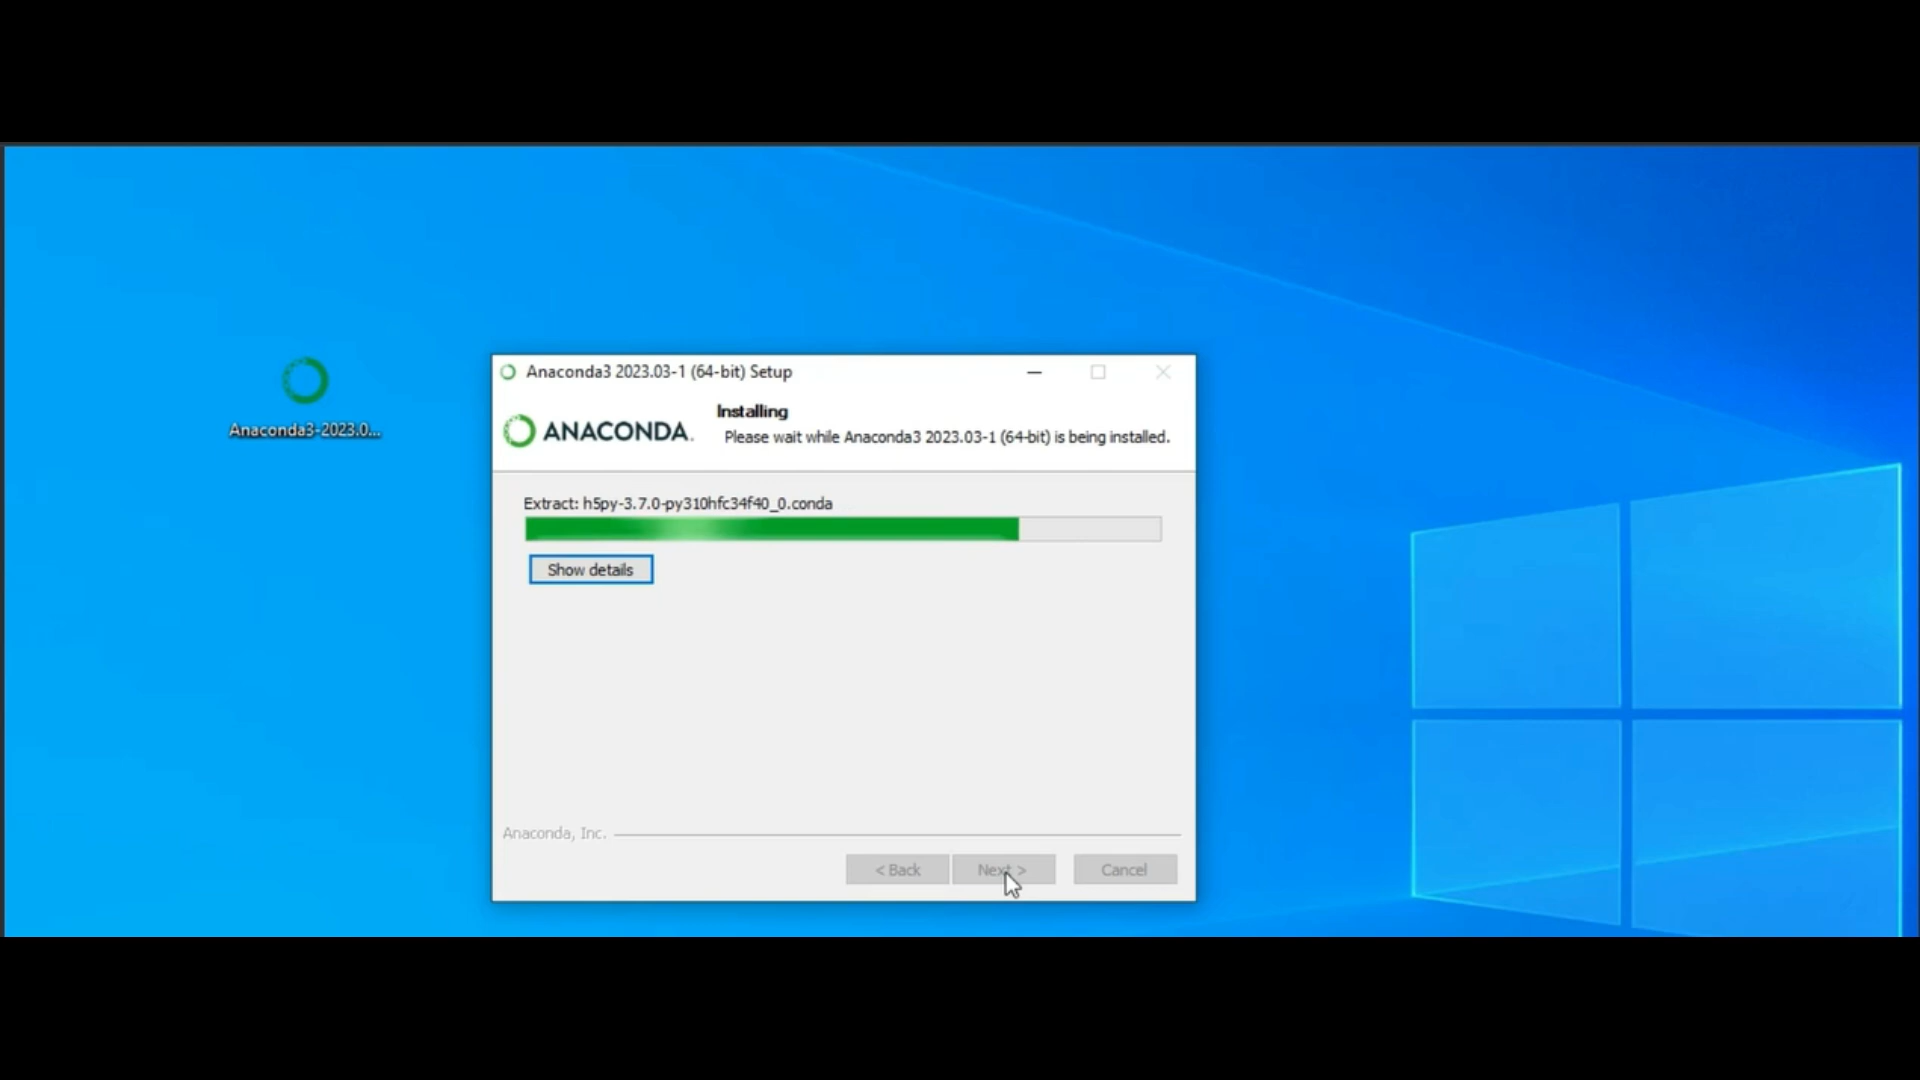 Anaconda3-2023.0...
Anaconda3 2023.03-1 (64-bit) Setup
ANACONDA.
Installing
Please wait while Anaconda3 2023.03-1 (64-bit) is being installed.
Extract: h5py-3.7.0-py310hfc34f40_0.conda
Show details
Anaconda, Inc.
< Back
Next >
Cancel